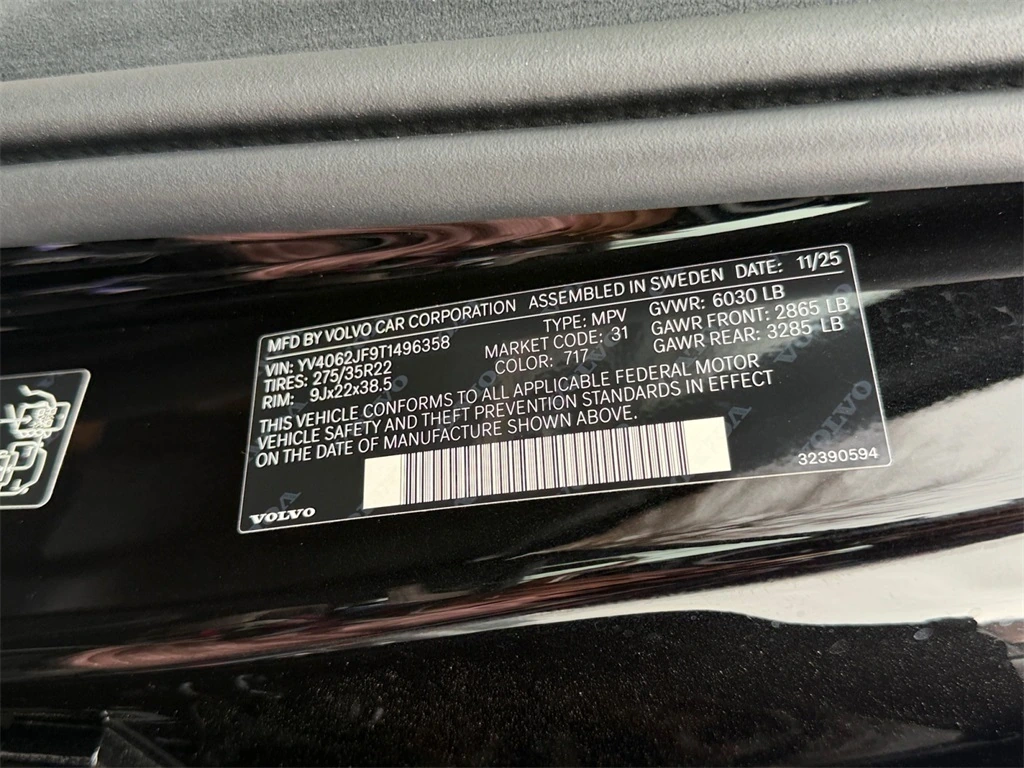 MFD BY VOLVO CAR CORPORATION ASSEMBLED IN SWEDEN DATE: 11/25
VIN: YV4062JF9T1496358 TYPE: MPV GVWR: 6030 LB
TIRES: 275/35R22 MARKET CODE: 31 GAWR FRONT: 2865 LB
RIM: 9Jx22x38.5 COLOR: 717 GAWR REAR: 3285 LB
THIS VEHICLE CONFORMS TO ALL APPLICABLE FEDERAL MOTOR
VEHICLE SAFETY AND THEFT PREVENTION STANDARDS IN EFFECT
ON THE DATE OF MANUFACTURE SHOWN ABOVE.
VOLVO
32390594
VOLVO